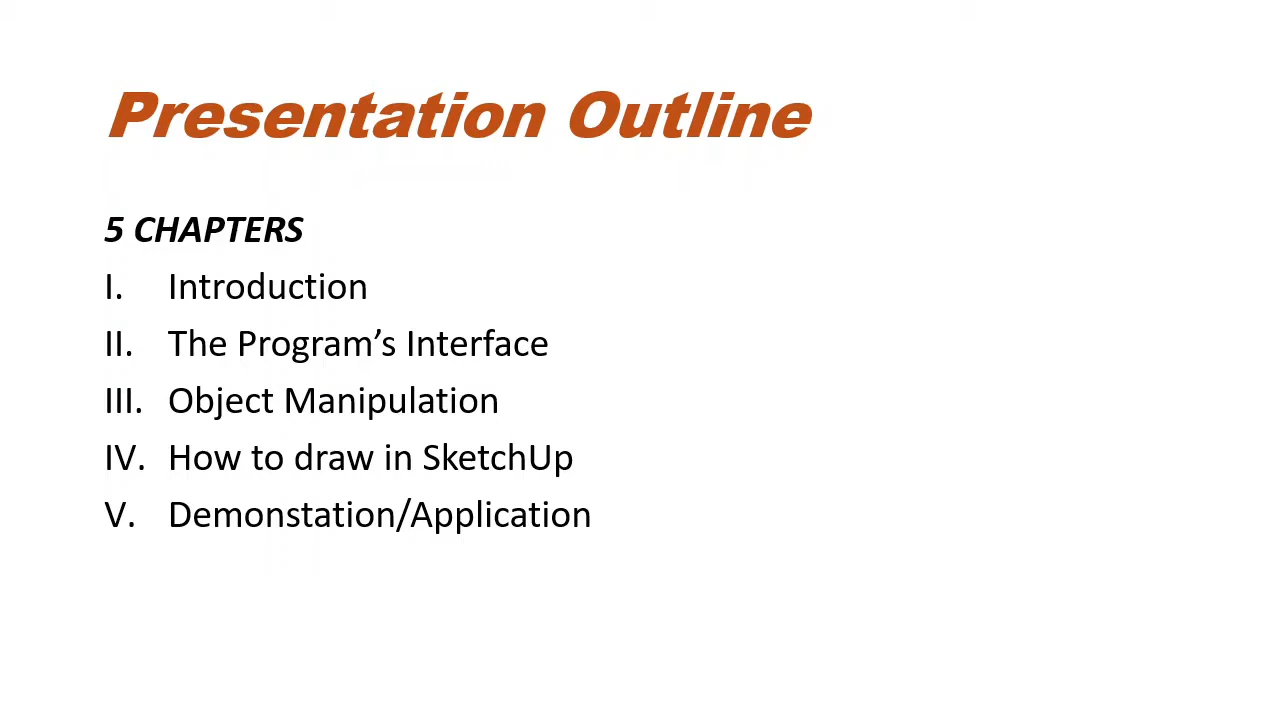 Presentation Outline
5 CHAPTERS
I. Introduction
II. The Program’s Interface
III. Object Manipulation
IV. How to draw in SketchUp
V. Demonstation/Application